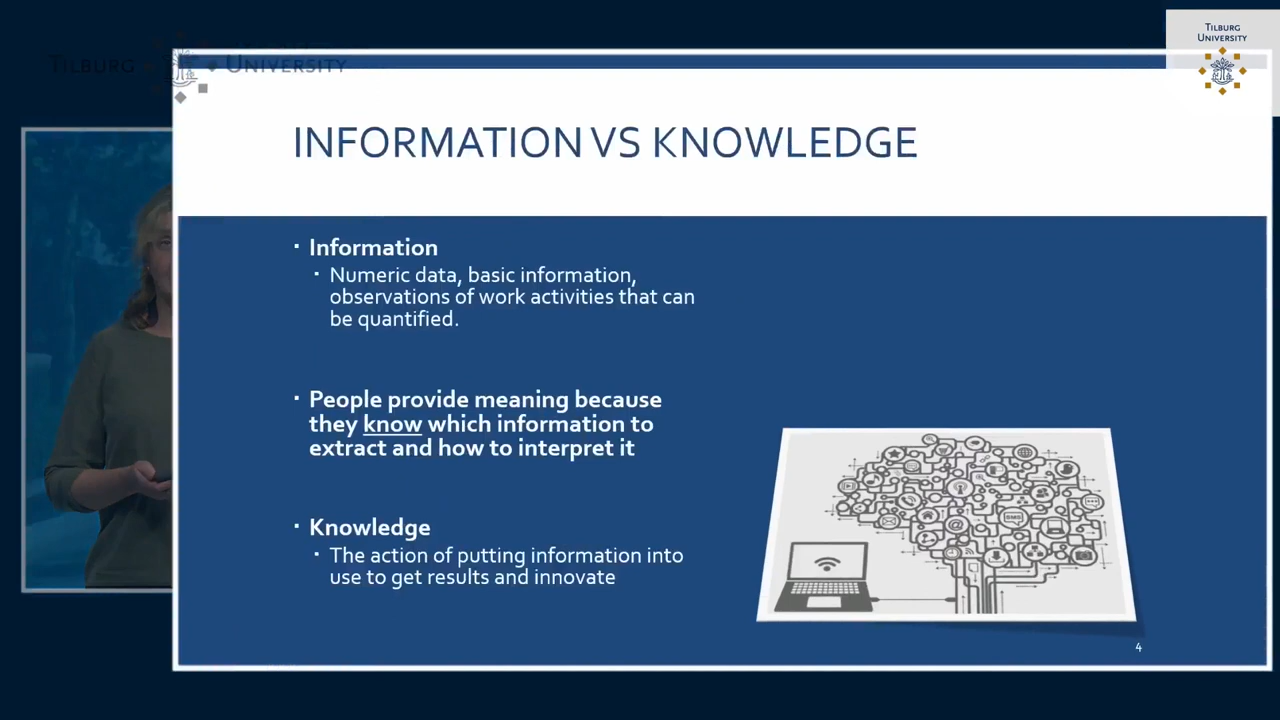 TILBURG UNIVERSITY
TILBURG
UNIVERSITY
INFORMATION VS KNOWLEDGE
▪ Information
▪ Numeric data, basic information,
observations of work activities that can
be quantified.
▪ People provide meaning because
they know which information to
extract and how to interpret it
▪ Knowledge
▪ The action of putting information into
use to get results and innovate
@
SMS
4